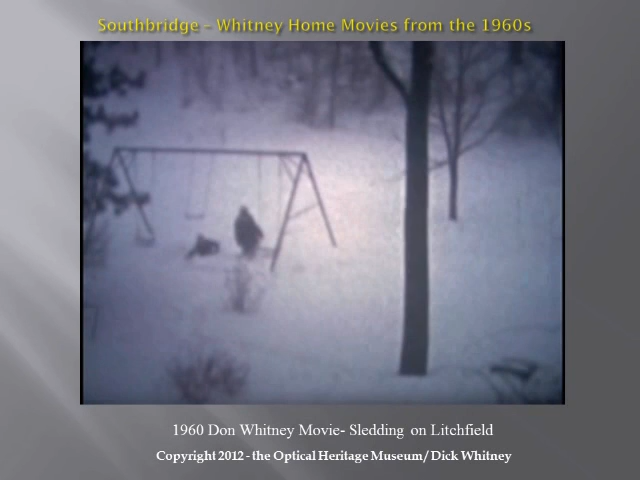 Southbridge - Whitney Home Movies from the 1960s
1960 Don Whitney Movie- Sledding on Litchfield
Copyright 2012 - the Optical Heritage Museum / Dick Whitney